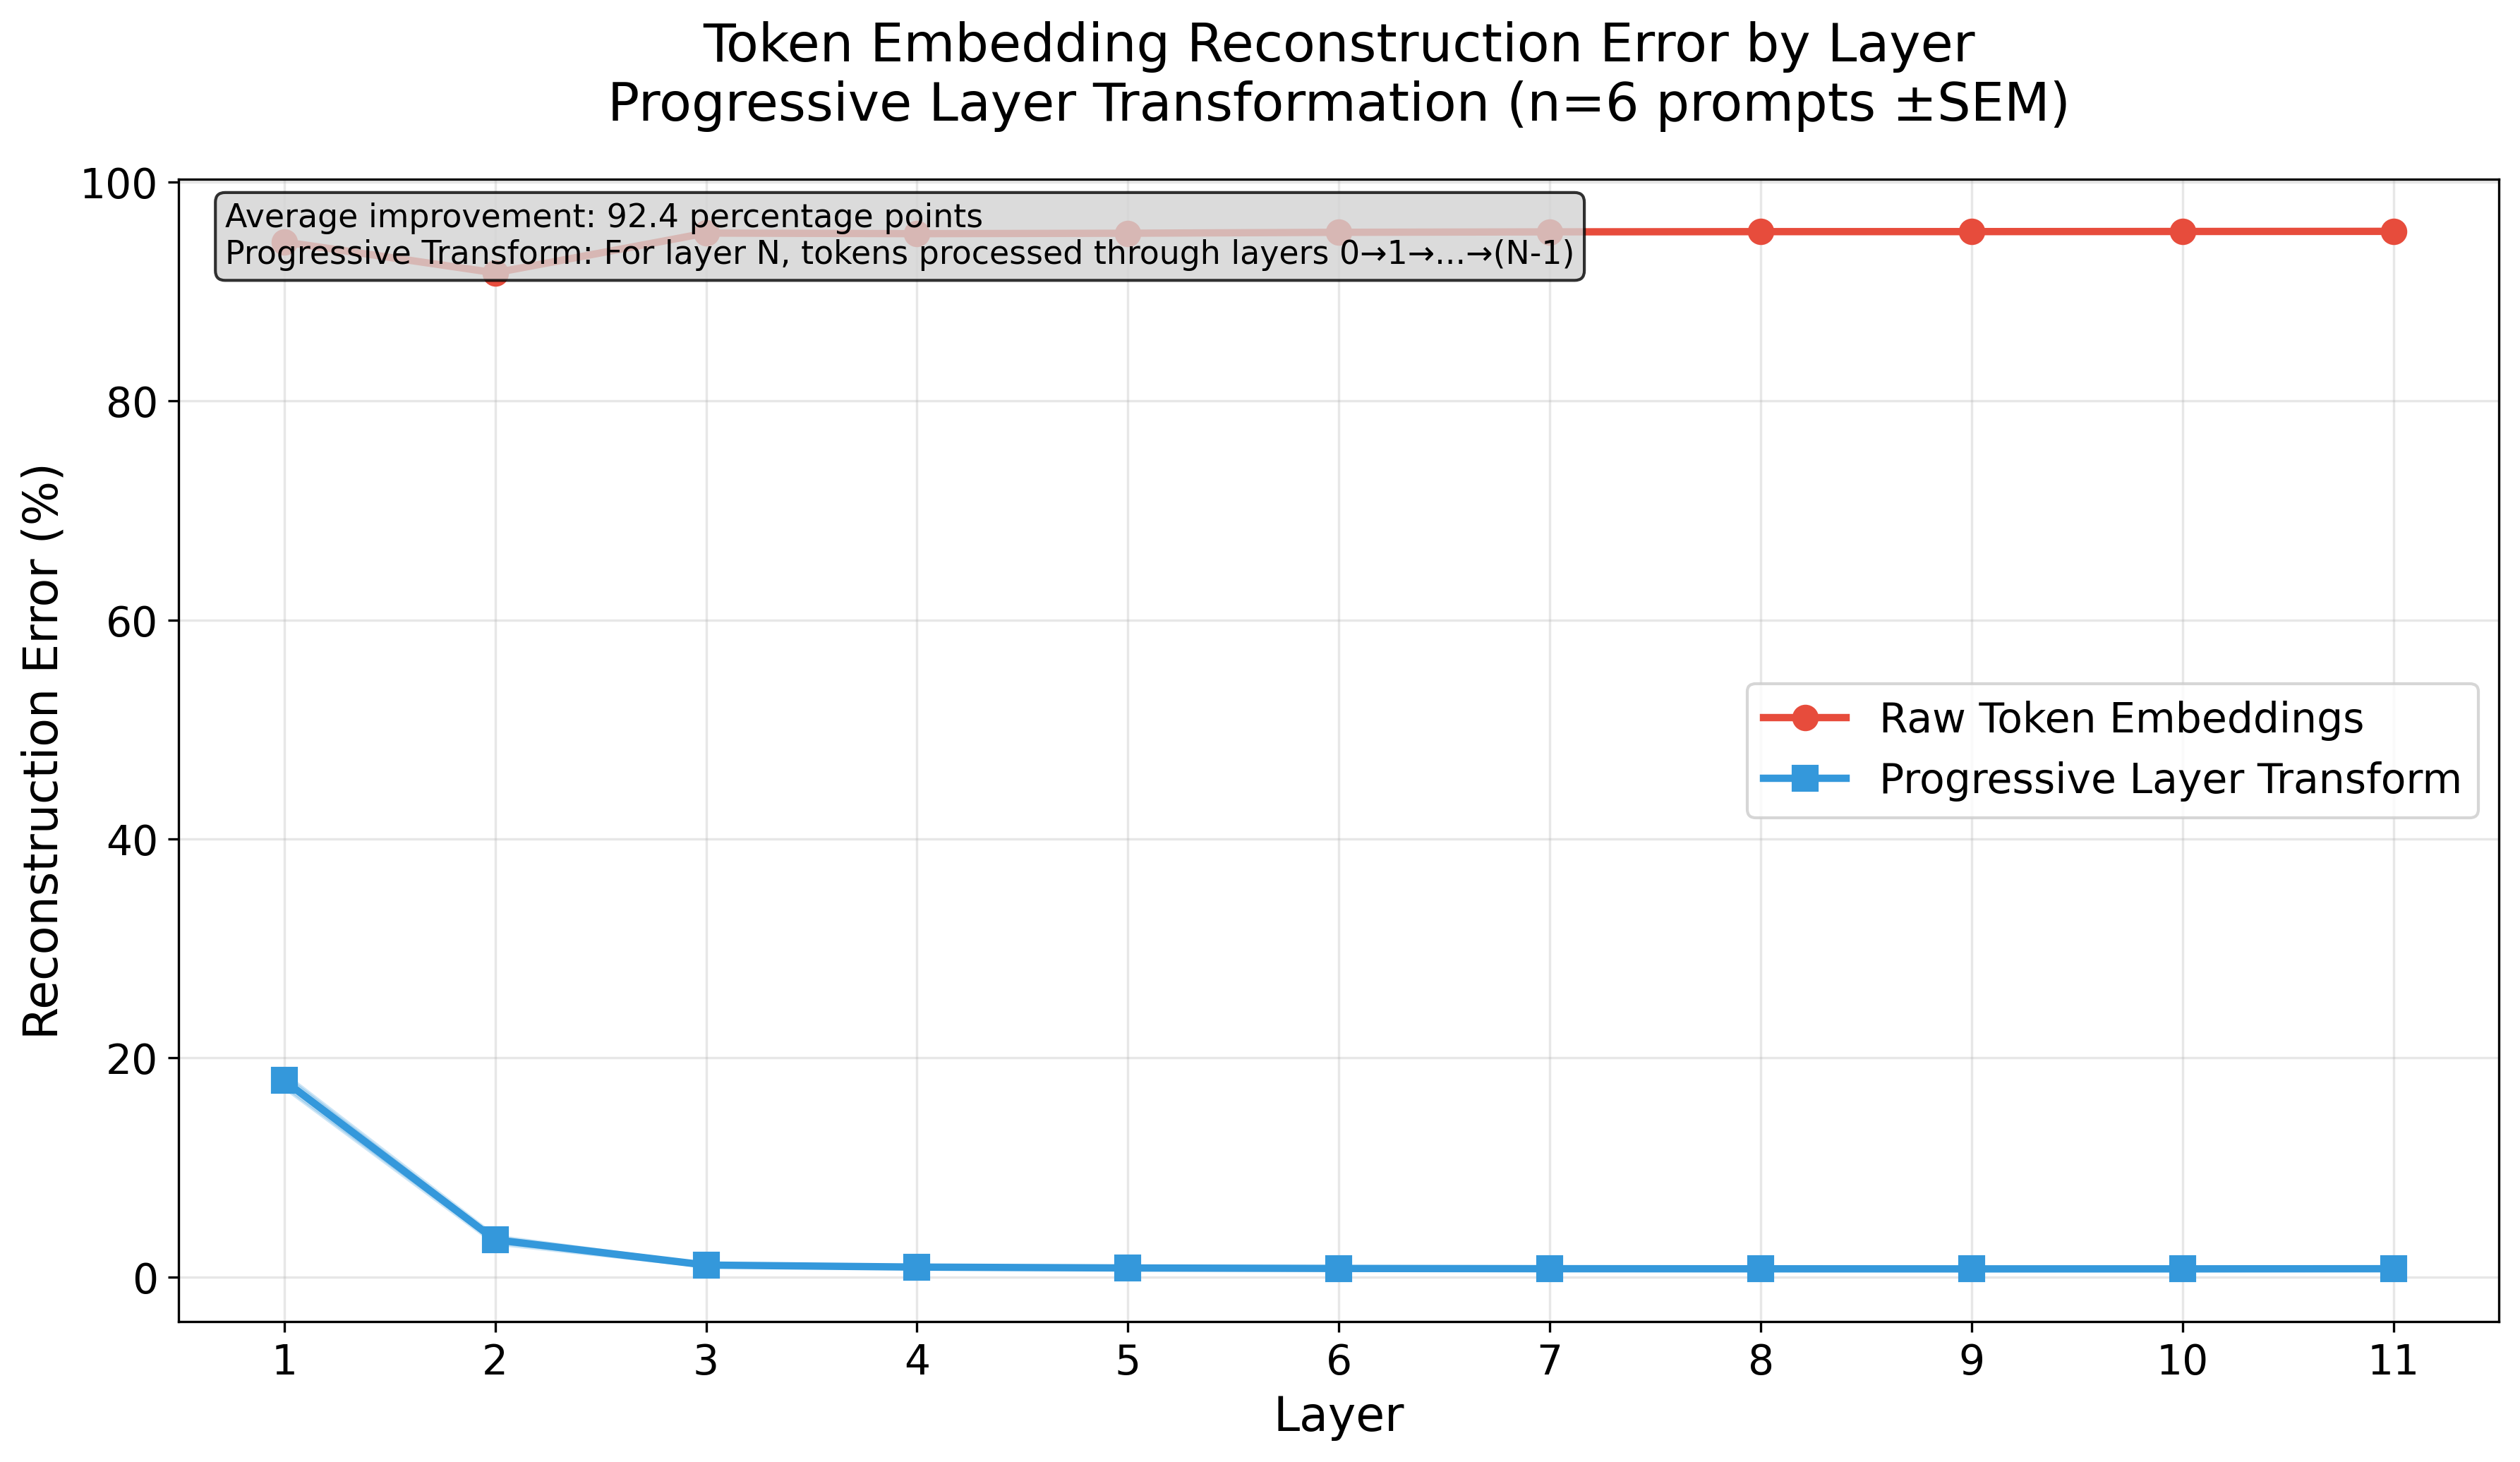 Token Embedding Reconstruction Error by Layer
Progressive Layer Transformation (n=6 prompts ±SEM)
Average improvement: 92.4 percentage points
Progressive Transform: For layer N, tokens processed through layers 0→1→...→(N-1)
Reconstruction Error (%)
100
80
60
40
20
0
Raw Token Embeddings
Progressive Layer Transform
1 2 3 4 5 6 7 8 9 10 11
Layer